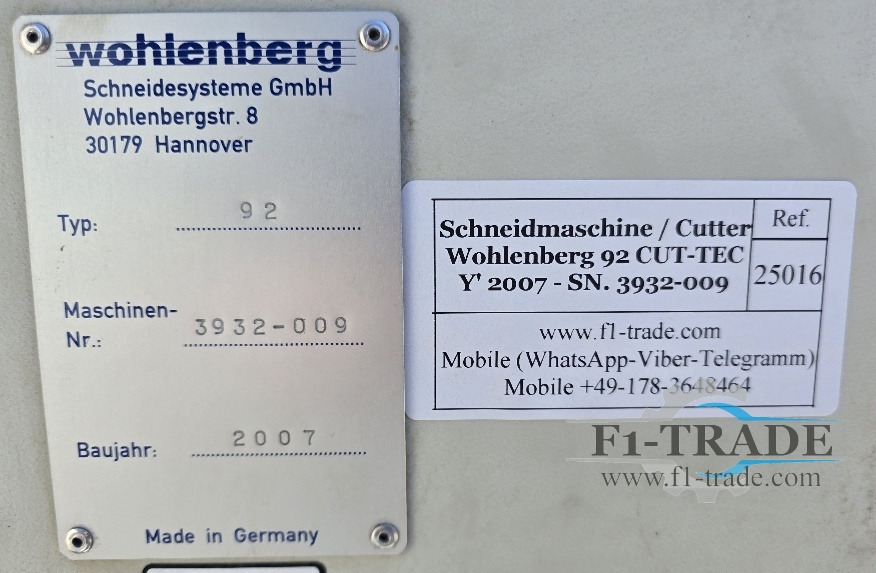 wohlenberg
Schneidesysteme GmbH
Wohlenbergstr. 8
30179 Hannover
Typ: 92
Maschinen-
Nr.: 3932-009
Baujahr: 2007
Made in Germany
Schneidmaschine / Cutter
Wohlenberg 92 CUT-TEC
Y' 2007 - SN. 3932-009
Ref.
25016
www.f1-trade.com
Mobile (WhatsApp-Viber-Telegramm)
Mobile +49-178-3648464
F1-TRADE
www.f1-trade.com